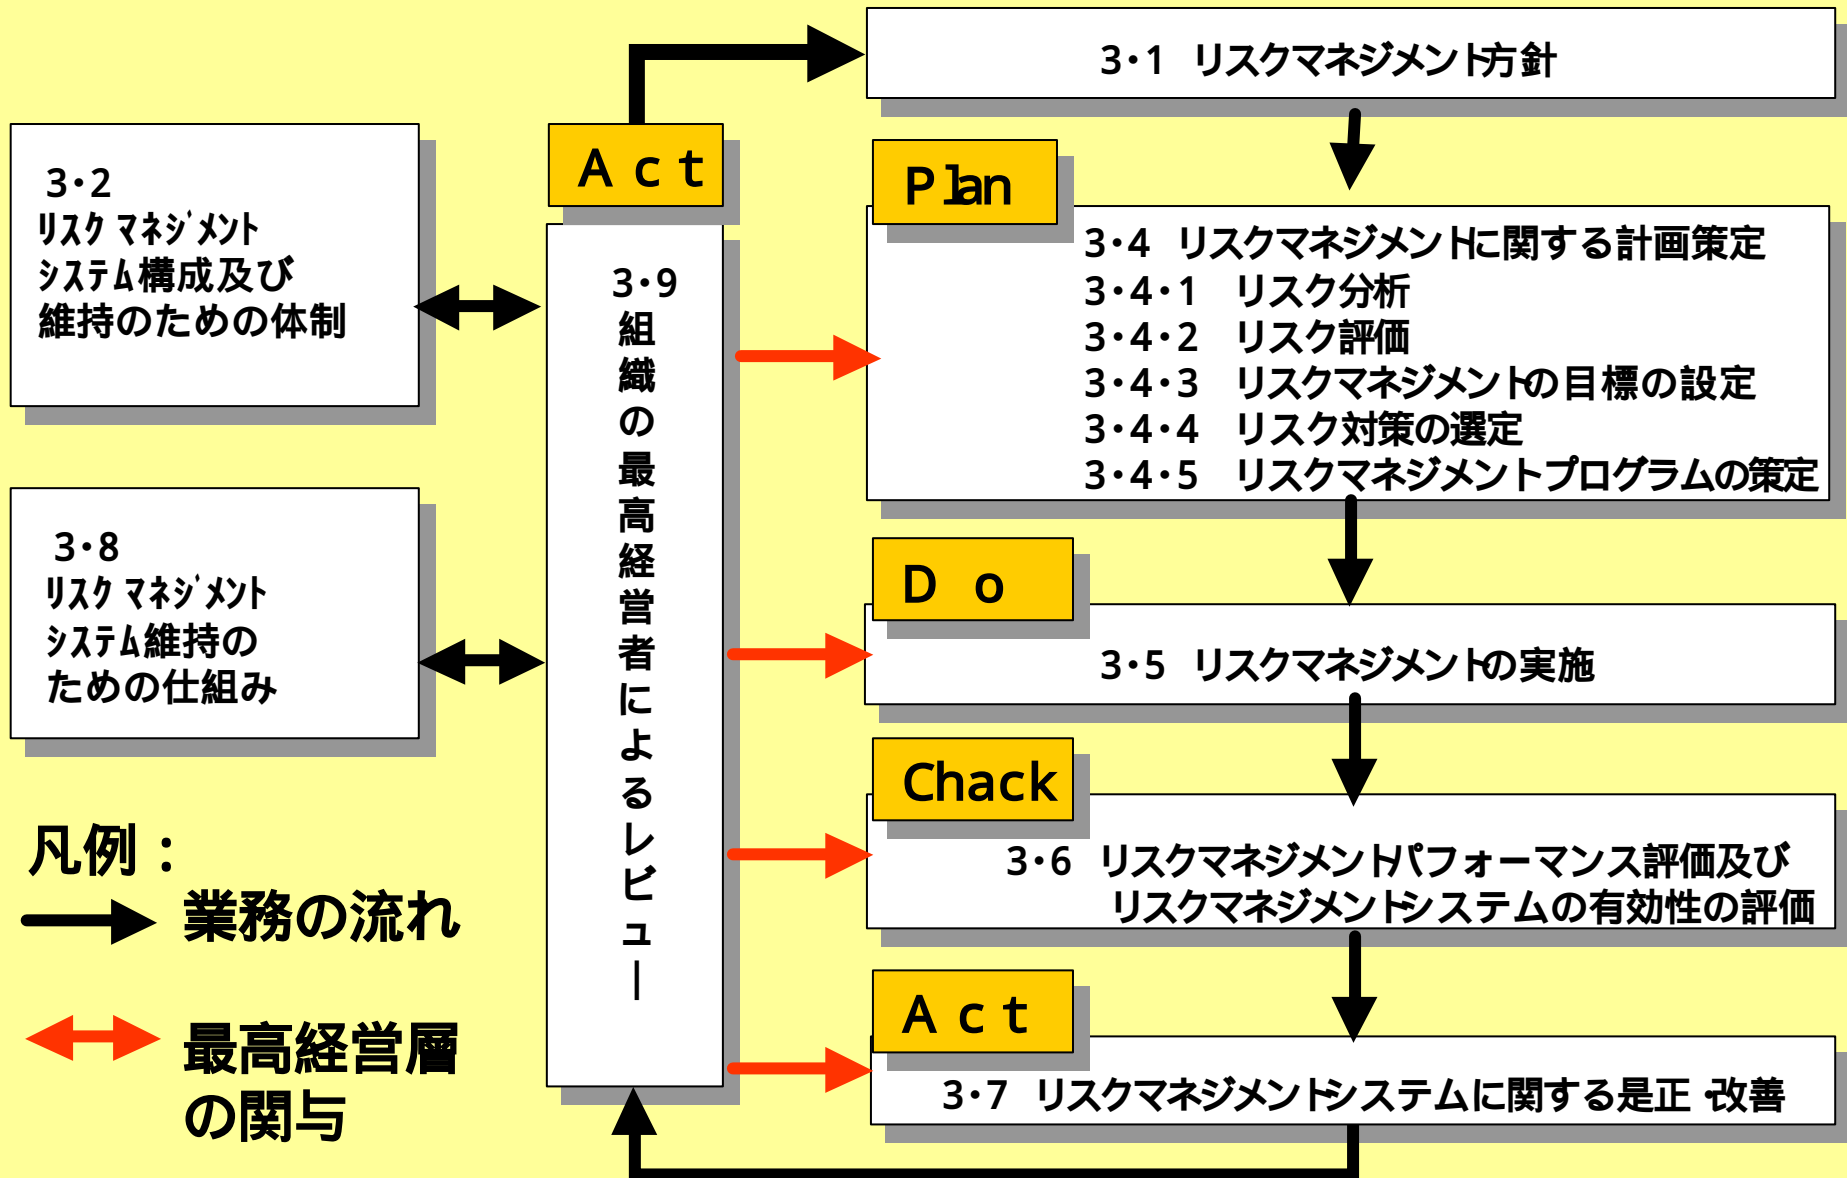 3・1 リスクマネジメント方針
Act
3・2
ﾘｽｸ ﾏﾈｼﾞﾒﾝﾄ
ｼｽﾃﾑ構成及び
維持のための体制
3・8
ﾘｽｸ ﾏﾈｼﾞﾒﾝﾄ
ｼｽﾃﾑ維持の
ための仕組み
3・9
組織の最高経営者によるレビュー
Plan
3・4 リスクマネジメントに関する計画策定
3・4・1 リスク分析
3・4・2 リスク評価
3・4・3 リスクマネジメントの目標の設定
3・4・4 リスク対策の選定
3・4・5 リスクマネジメントプログラムの策定
Do
3・5 リスクマネジメントの実施
Chack
3・6 リスクマネジメントパフォーマンス評価及び
リスクマネジメントシステムの有効性の評価
Act
3・7 リスクマネジメントシステムに関する是正・改善
凡例：
業務の流れ
最高経営層
の関与